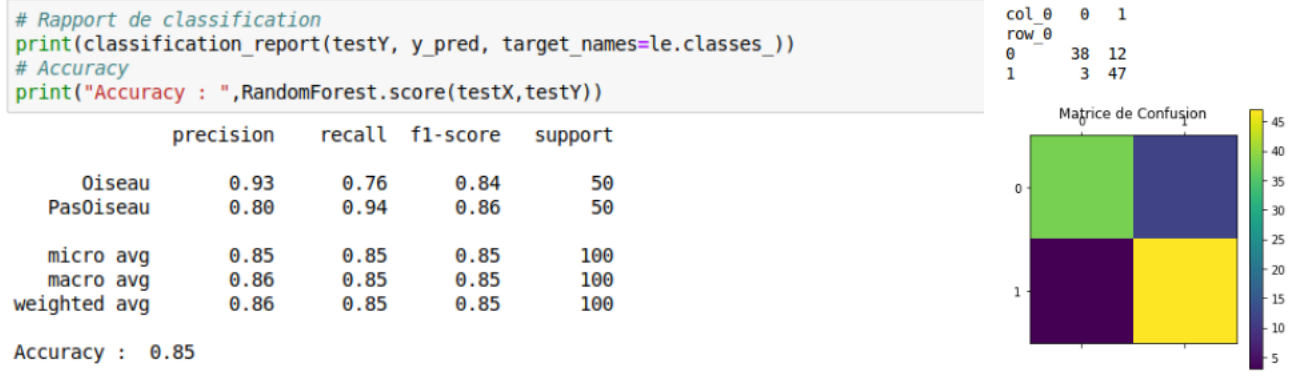 # Rapport de classification
print(classification_report(testY, y_pred, target_names=le.classes_))
# Accuracy
print("Accuracy : ",RandomForest.score(testX,testY))
precision recall f1-score support
Oiseau 0.93 0.76 0.84 50
PasOiseau 0.80 0.94 0.86 50
micro avg 0.85 0.85 0.85 100
macro avg 0.86 0.85 0.85 100
weighted avg 0.86 0.85 0.85 100
Accuracy : 0.85
col_0 0 1
row_0
0 38 12
1 3 47
Matrice de Confusion
0 1
0
1
45
40
35
30
25
20
15
10
5